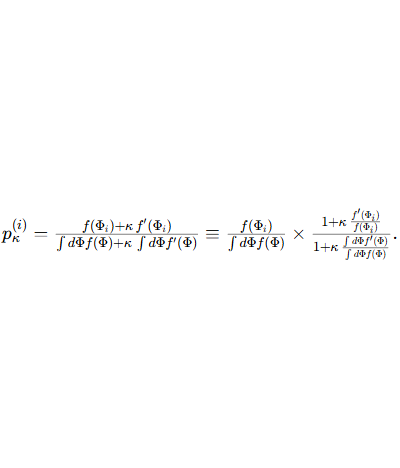 $p_\kappa^{(i)} = \frac{f(\Phi_i)+\kappa\, f'(\Phi_i)}{\int d\Phi f(\Phi)+\kappa\, \int d\Phi f'(\Phi)} \equiv \frac{f(\Phi_i)}{\int d\Phi f(\Phi)} \times \frac{1+\kappa\, \frac{f'(\Phi_i)}{f(\Phi_i)}}{1+\kappa\, \frac{\int d\Phi f'(\Phi)}{\int d\Phi f(\Phi)}}.$